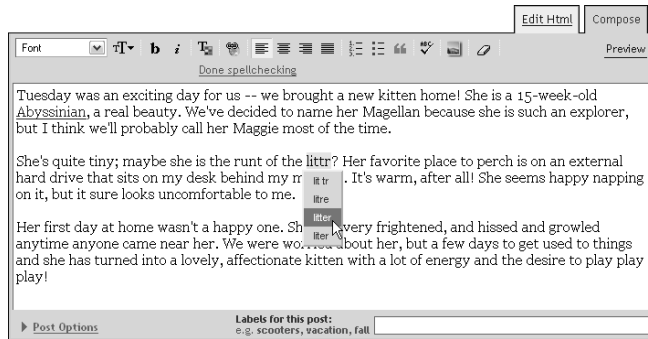 Edit Html Compose
Font T b i Preview
Done spellchecking
Tuesday was an exciting day for us -- we brought a new kitten home! She is a 15-week-old
Abyssinian, a real beauty. We've decided to name her Magellan because she is such an explorer,
but I think we'll probably call her Maggie most of the time.
She's quite tiny; maybe she is the runt of the littr? Her favorite place to perch is on an external
hard drive that sits on my desk behind my m . It's warm, after all! She seems happy napping
lit tr
on it, but it sure looks uncomfortable to me.
litre
litter
Her first day at home wasn't a happy one. Sh very frightened, and hissed and growled
liter
anytime anyone came near her. We were wo about her, but a few days to get used to things
and she has turned into a lovely, affectionate kitten with a lot of energy and the desire to play play
play!
Post Options
Labels for this post:
e.g. scooters, vacation, fall